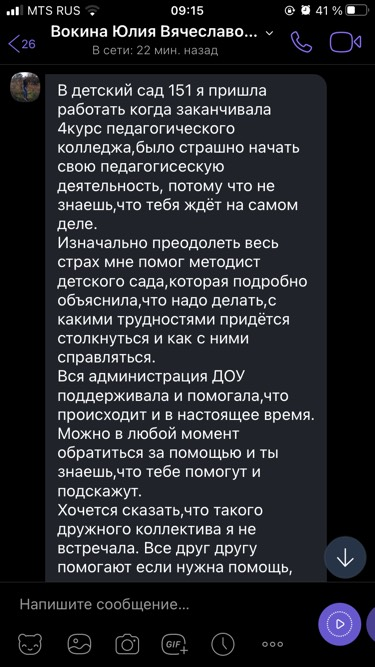 MTS RUS 09:15 41 %
26 Вокина Юлия Вячеславо...
В сети: 22 мин. назад
В детский сад 151 я пришла
работать когда заканчивала
4курс педагогического
колледжа,было страшно начать
свою педагогисескую
деятельность, потому что не
знаешь,что тебя ждёт на самом
деле.
Изначально преодолеть весь
страх мне помог методист
детского сада,которая подробно
объяснила,что надо делать,с
какими трудностями придётся
столкнуться и как с ними
справляться.
Вся администрация ДОУ
поддерживала и помогала,что
происходит и в настоящее время.
Можно в любой момент
обратиться за помощью и ты
знаешь,что тебе помогут и
подскажут.
Хочется сказать,что такого
дружного коллектива я не
встречала. Все друг другу
помогают если нужна помощь,
Напишите сообщение...
GIF